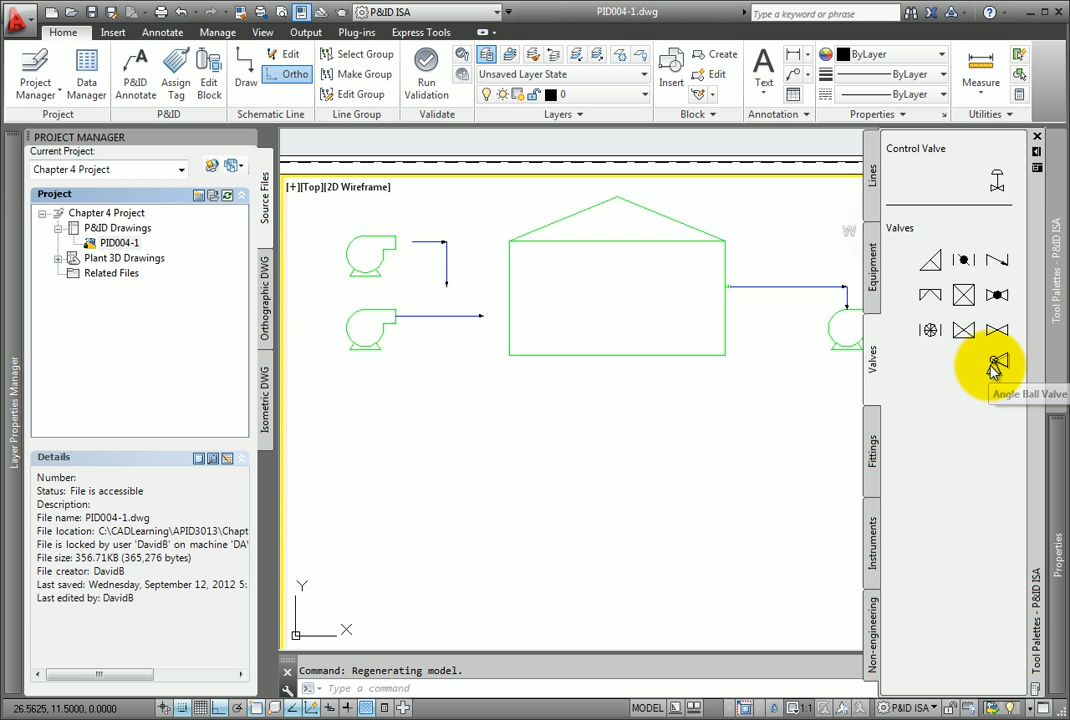 P&ID ISA
PID004-1.dwg
Type a keyword or phrase
Home
Insert
Annotate
Manage
View
Output
Plug-ins
Express Tools
Project
Manager
Data
Manager
Project
P&ID
Annotate
Assign
Tag
Edit
Block
P&ID
Draw
Edit
Ortho
Schematic Line
Select Group
Make Group
Edit Group
Line Group
Run
Validation
Validate
Unsaved Layer State
0
Layers
Insert
Create
Edit
Block
Text
Annotation
ByLayer
ByLayer
ByLayer
Properties
Measure
Utilities
Layer Properties Manager
PROJECT MANAGER
Current Project:
Chapter 4 Project
Project
Chapter 4 Project
P&ID Drawings
PID004-1
Plant 3D Drawings
Related Files
Source Files
Orthographic DWG
Isometric DWG
Details
Number:
Status: File is accessible
Description:
File name: PID004-1.dwg
File location: C:\CADLearning\APID3013\Chapt
File is locked by user 'DavidB' on machine 'DA'
File size: 356.71KB (365,276 bytes)
File creator: DavidB
Last saved: Wednesday, September 12, 2012 5:
Last edited by: DavidB
[+][Top][2D Wireframe]
W
Y
X
Command: Regenerating model.
Type a command
Lines
Equipment
Valves
Fittings
Instruments
Non-engineering
Control Valve
Valves
Angle Ball Valve
Tool Palettes - P&ID ISA
Tool Palettes - P&ID ISA
Properties
26.5625, 11.5000, 0.0000
MODEL
1:1
P&ID ISA